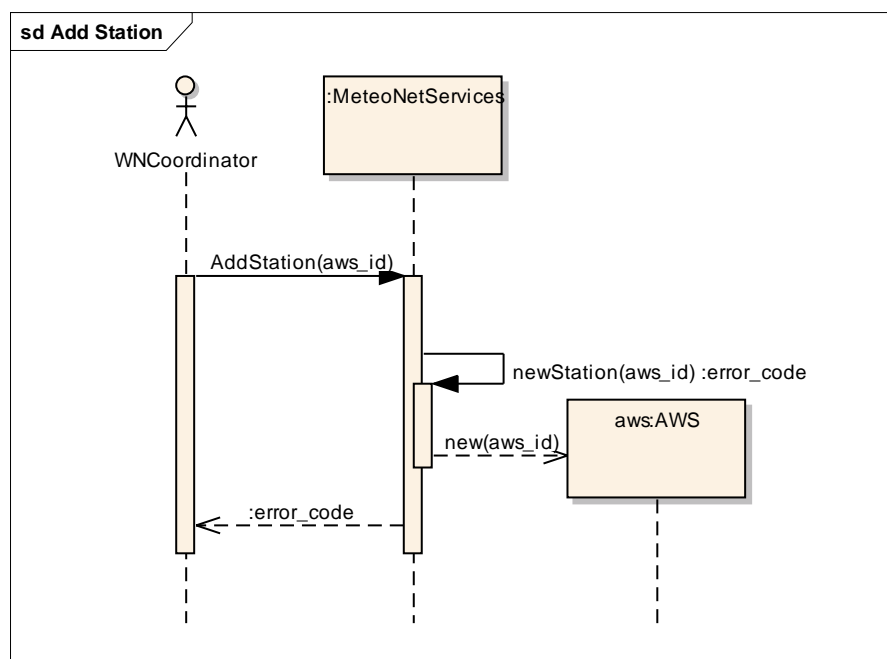 sd Add Station
:MeteoNetServices
WNCoordinator
AddStation(aws_id)
newStation(aws_id) :error_code
aws:AWS
new(aws_id)
:error_code